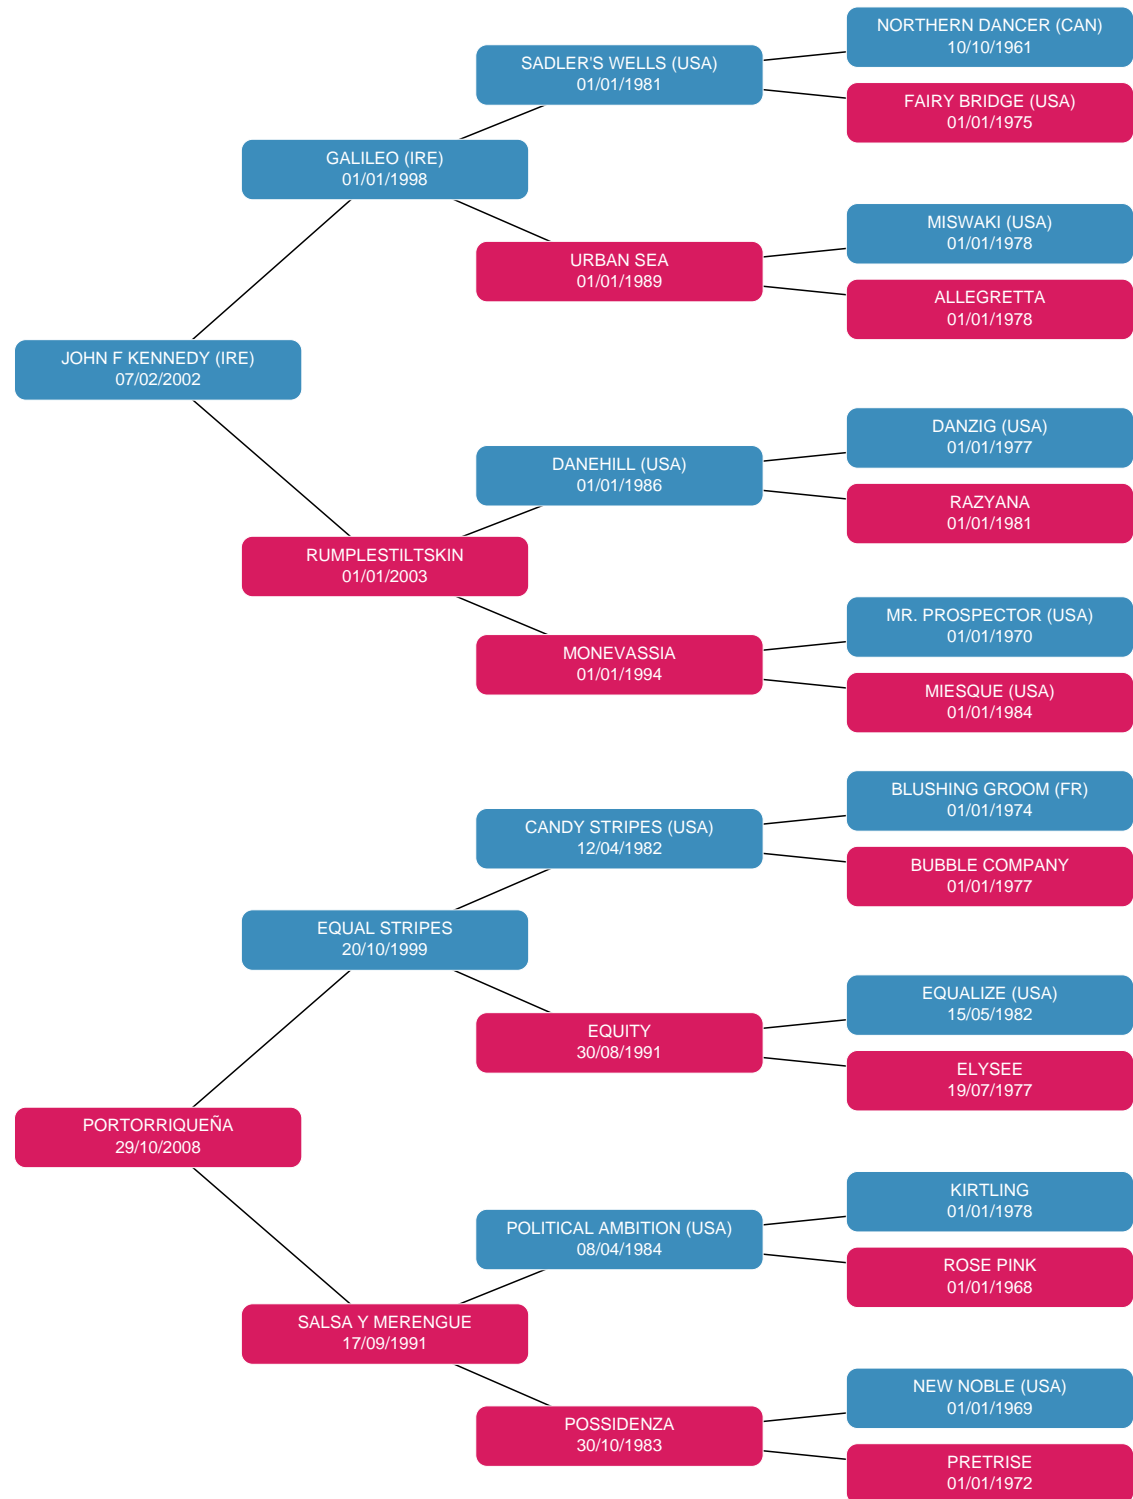 NORTHERN DANCER (CAN)
10/10/1961
SADLER'S WELLS (USA)
01/01/1981
FAIRY BRIDGE (USA)
01/01/1975
GALILEO (IRE)
01/01/1998
MISWAKI (USA)
01/01/1978
URBAN SEA
01/01/1989
ALLEGRETTA
01/01/1978
JOHN F KENNEDY (IRE)
07/02/2002
DANZIG (USA)
01/01/1977
DANEHILL (USA)
01/01/1986
RAZYANA
01/01/1981
RUMPLESTILTSKIN
01/01/2003
MR. PROSPECTOR (USA)
01/01/1970
MONEVASSIA
01/01/1994
MIESQUE (USA)
01/01/1984
BLUSHING GROOM (FR)
01/01/1974
CANDY STRIPES (USA)
12/04/1982
BUBBLE COMPANY
01/01/1977
EQUAL STRIPES
20/10/1999
EQUALIZE (USA)
15/05/1982
EQUITY
30/08/1991
ELYSEE
19/07/1977
PORTORRIQUEÑA
29/10/2008
KIRTLING
01/01/1978
POLITICAL AMBITION (USA)
08/04/1984
ROSE PINK
01/01/1968
SALSA Y MERENGUE
17/09/1991
NEW NOBLE (USA)
01/01/1969
POSSIDENZA
30/10/1983
PRETRISE
01/01/1972